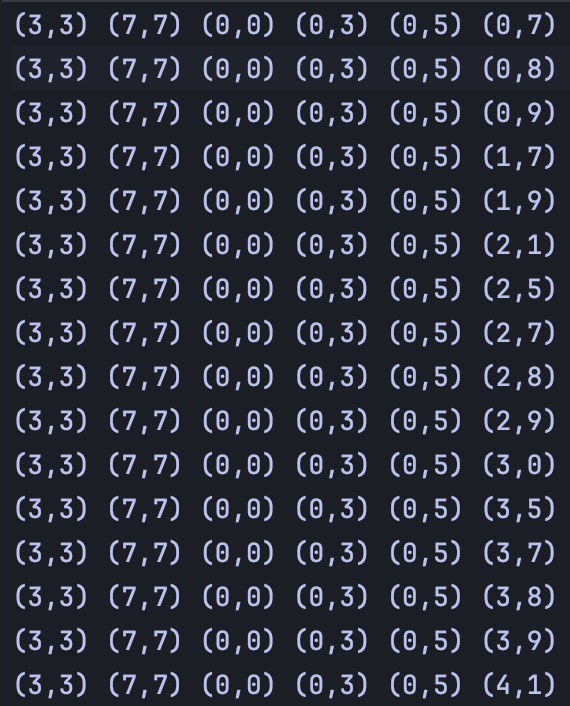 (3,3) (7,7) (0,0) (0,3) (0,5) (0,7)
(3,3) (7,7) (0,0) (0,3) (0,5) (0,8)
(3,3) (7,7) (0,0) (0,3) (0,5) (0,9)
(3,3) (7,7) (0,0) (0,3) (0,5) (1,7)
(3,3) (7,7) (0,0) (0,3) (0,5) (1,9)
(3,3) (7,7) (0,0) (0,3) (0,5) (2,1)
(3,3) (7,7) (0,0) (0,3) (0,5) (2,5)
(3,3) (7,7) (0,0) (0,3) (0,5) (2,7)
(3,3) (7,7) (0,0) (0,3) (0,5) (2,8)
(3,3) (7,7) (0,0) (0,3) (0,5) (2,9)
(3,3) (7,7) (0,0) (0,3) (0,5) (3,0)
(3,3) (7,7) (0,0) (0,3) (0,5) (3,5)
(3,3) (7,7) (0,0) (0,3) (0,5) (3,7)
(3,3) (7,7) (0,0) (0,3) (0,5) (3,8)
(3,3) (7,7) (0,0) (0,3) (0,5) (3,9)
(3,3) (7,7) (0,0) (0,3) (0,5) (4,1)